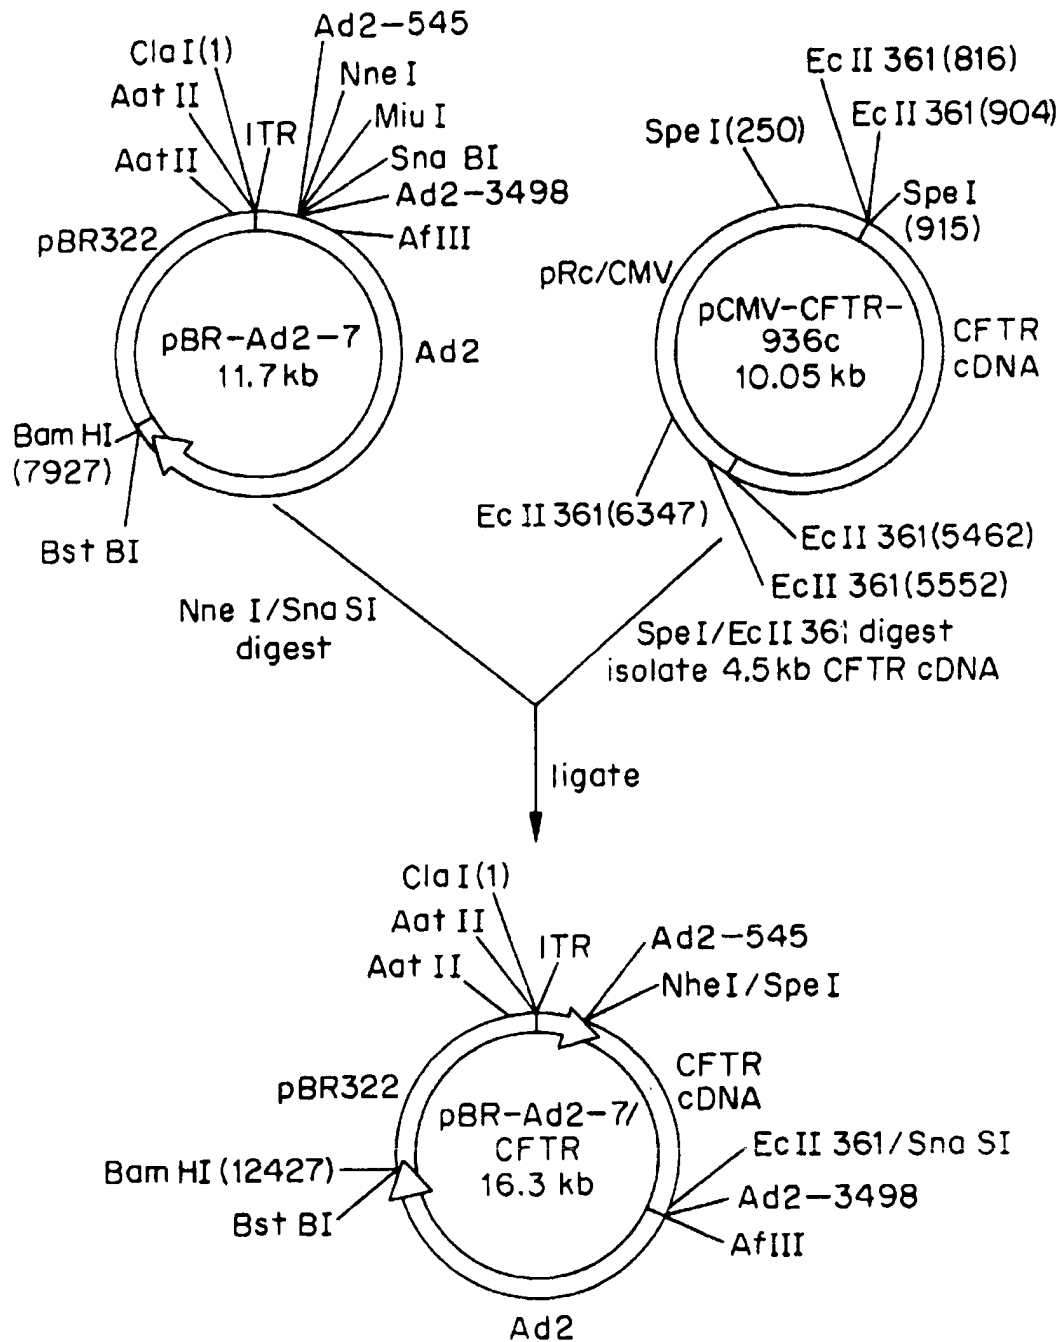 Cla I(1)
Aat II
Aat II
ITR
Ad2-545
Nne I
Miu I
Sna BI
Ad2-3498
Af III
pBR322
pBR-Ad2-7
11.7 kb
Ad2
Bam HI
(7927)
Bst BI
Ec II 361(816)
Ec II 361(904)
Spe I(250)
Spe I
(915)
pRc/CMV
pCMV-CFTR-
936c
10.05 kb
CFTR
cDNA
Ec II 361(6347)
Ec II 361(5462)
Ec II 361(5552)
Nne I/Sna SI
digest
Spe I/Ec II 361 digest
isolate 4.5 kb CFTR cDNA
ligate
Cla I(1)
Aat II
Aat II
ITR
Ad2-545
Nhe I/Spe I
pBR322
CFTR
cDNA
pBR-Ad2-7/
CFTR
16.3 kb
Ec II 361/Sna SI
Bam HI (12427)
Ad2-3498
Bst BI
Af III
Ad2